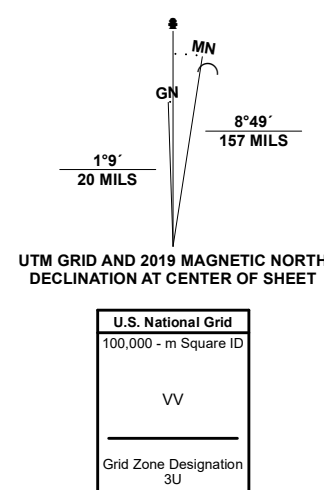 MN
GN
8°49´
157 MILS
1°9´
20 MILS
UTM GRID AND 2019 MAGNETIC NORTH
DECLINATION AT CENTER OF SHEET
U.S. National Grid
100,000 - m Square ID
VV
Grid Zone Designation
3U